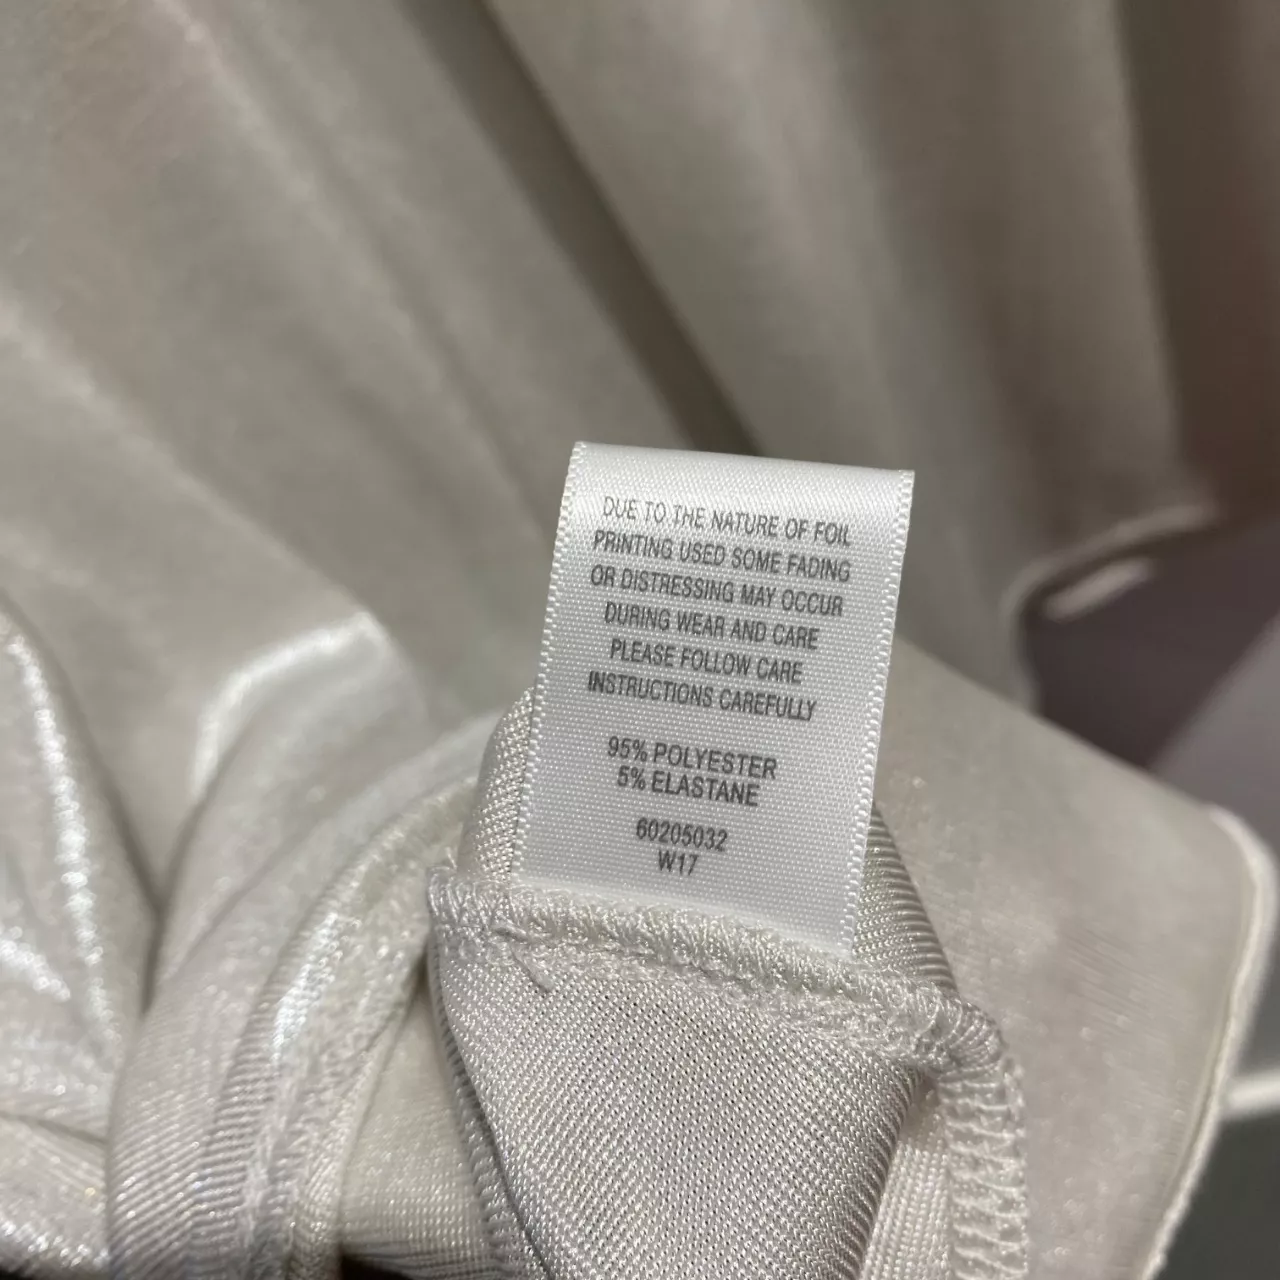 DUE TO THE NATURE OF FOIL
PRINTING USED SOME FADING
OR DISTRESSING MAY OCCUR
DURING WEAR AND CARE
PLEASE FOLLOW CARE
INSTRUCTIONS CAREFULLY
95% POLYESTER
5% ELASTANE
60205032
W17